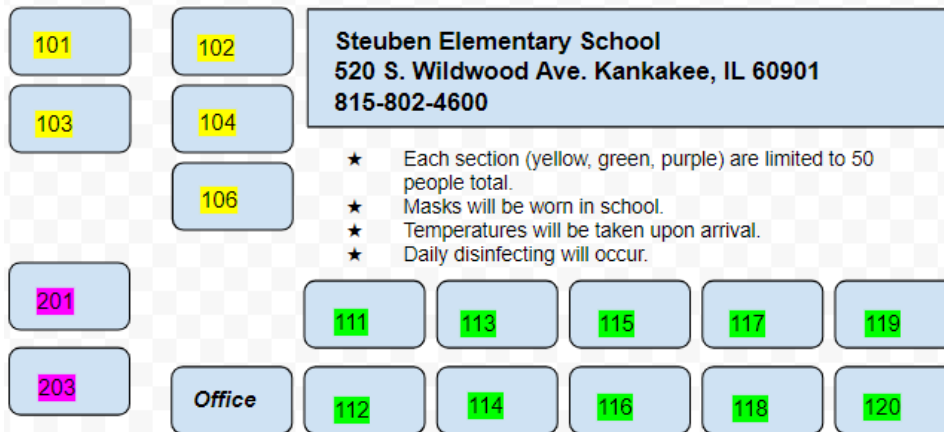 101
102
Steuben Elementary School
520 S. Wildwood Ave. Kankakee, IL 60901
815-802-4600
103
104
★ Each section (yellow, green, purple) are limited to 50
people total.
★ Masks will be worn in school.
★ Temperatures will be taken upon arrival.
★ Daily disinfecting will occur.
106
201
111 113 115 117 119
203
Office
112 114 116 118 120